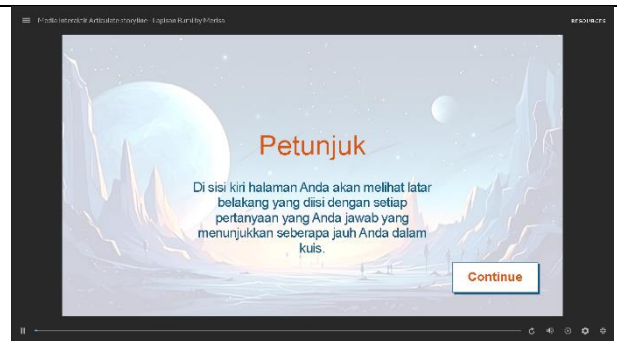 Media Interaktif Articulate storyline - Lapisan Bumi by Merisa
RESOURCES
Petunjuk
Di sisi kiri halaman Anda akan melihat latar
belakang yang diisi dengan setiap
pertanyaan yang Anda jawab yang
menunjukkan seberapa jauh Anda dalam
kuis.
Continue